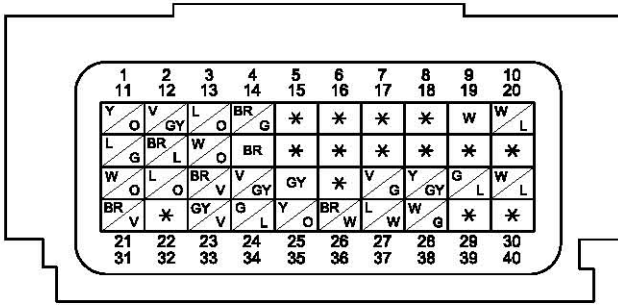 1 2 3 4 5 6 7 8 9 10
11 12 13 14 15 16 17 18 19 20
Y/O V/GY L/O BR/G * * * * W W/L
L/G BR/L W/O BR * * * * * *
W/O L/O BR/V V/GY GY * V/G Y/GY G/L W/L
BR/V * GY/V G/L Y/O BR/W L/W W/G * *
21 22 23 24 25 26 27 28 29 30
31 32 33 34 35 36 37 38 39 40